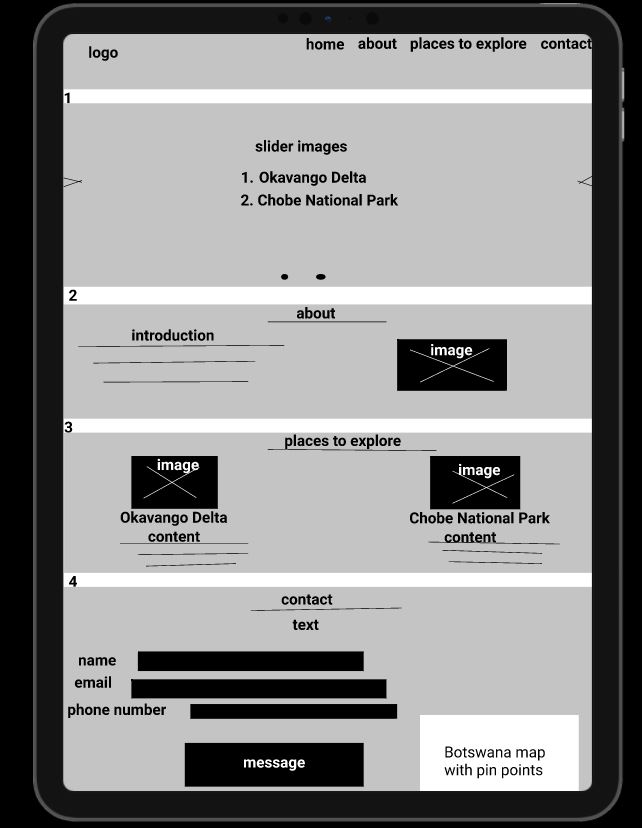 logo
home about places to explore contact
1
slider images
1. Okavango Delta
2. Chobe National Park
2
about
introduction
image
3
places to explore
image
image
Okavango Delta
Chobe National Park
content
content
4
contact
text
name
email
phone number
message
Botswana map
with pin points